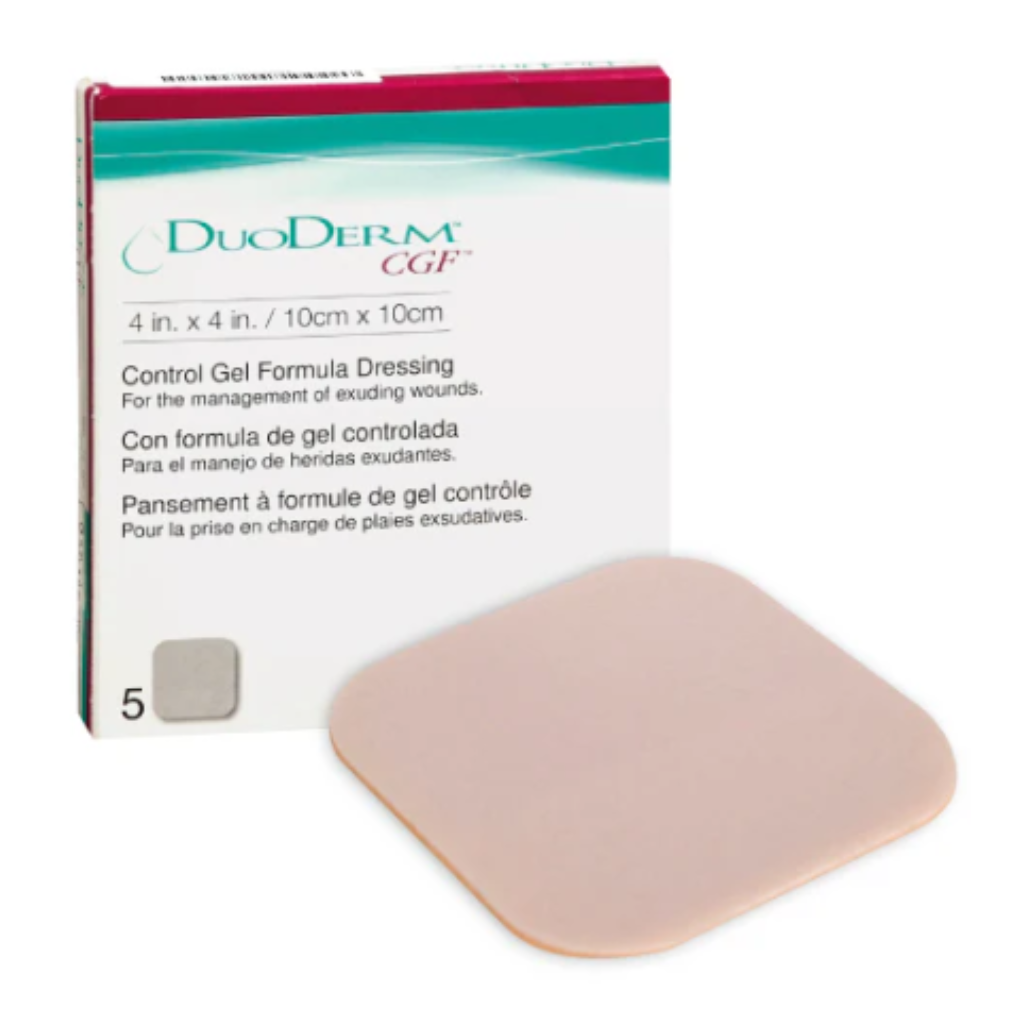 DUODERM™
CGF™
4 in. x 4 in. / 10cm x 10cm
Control Gel Formula Dressing
For the management of exuding wounds.
Con formula de gel controlada
Para el manejo de heridas exudantes.
Pansement à formule de gel contrôle
Pour la prise en charge de plaies exsudatives.
5